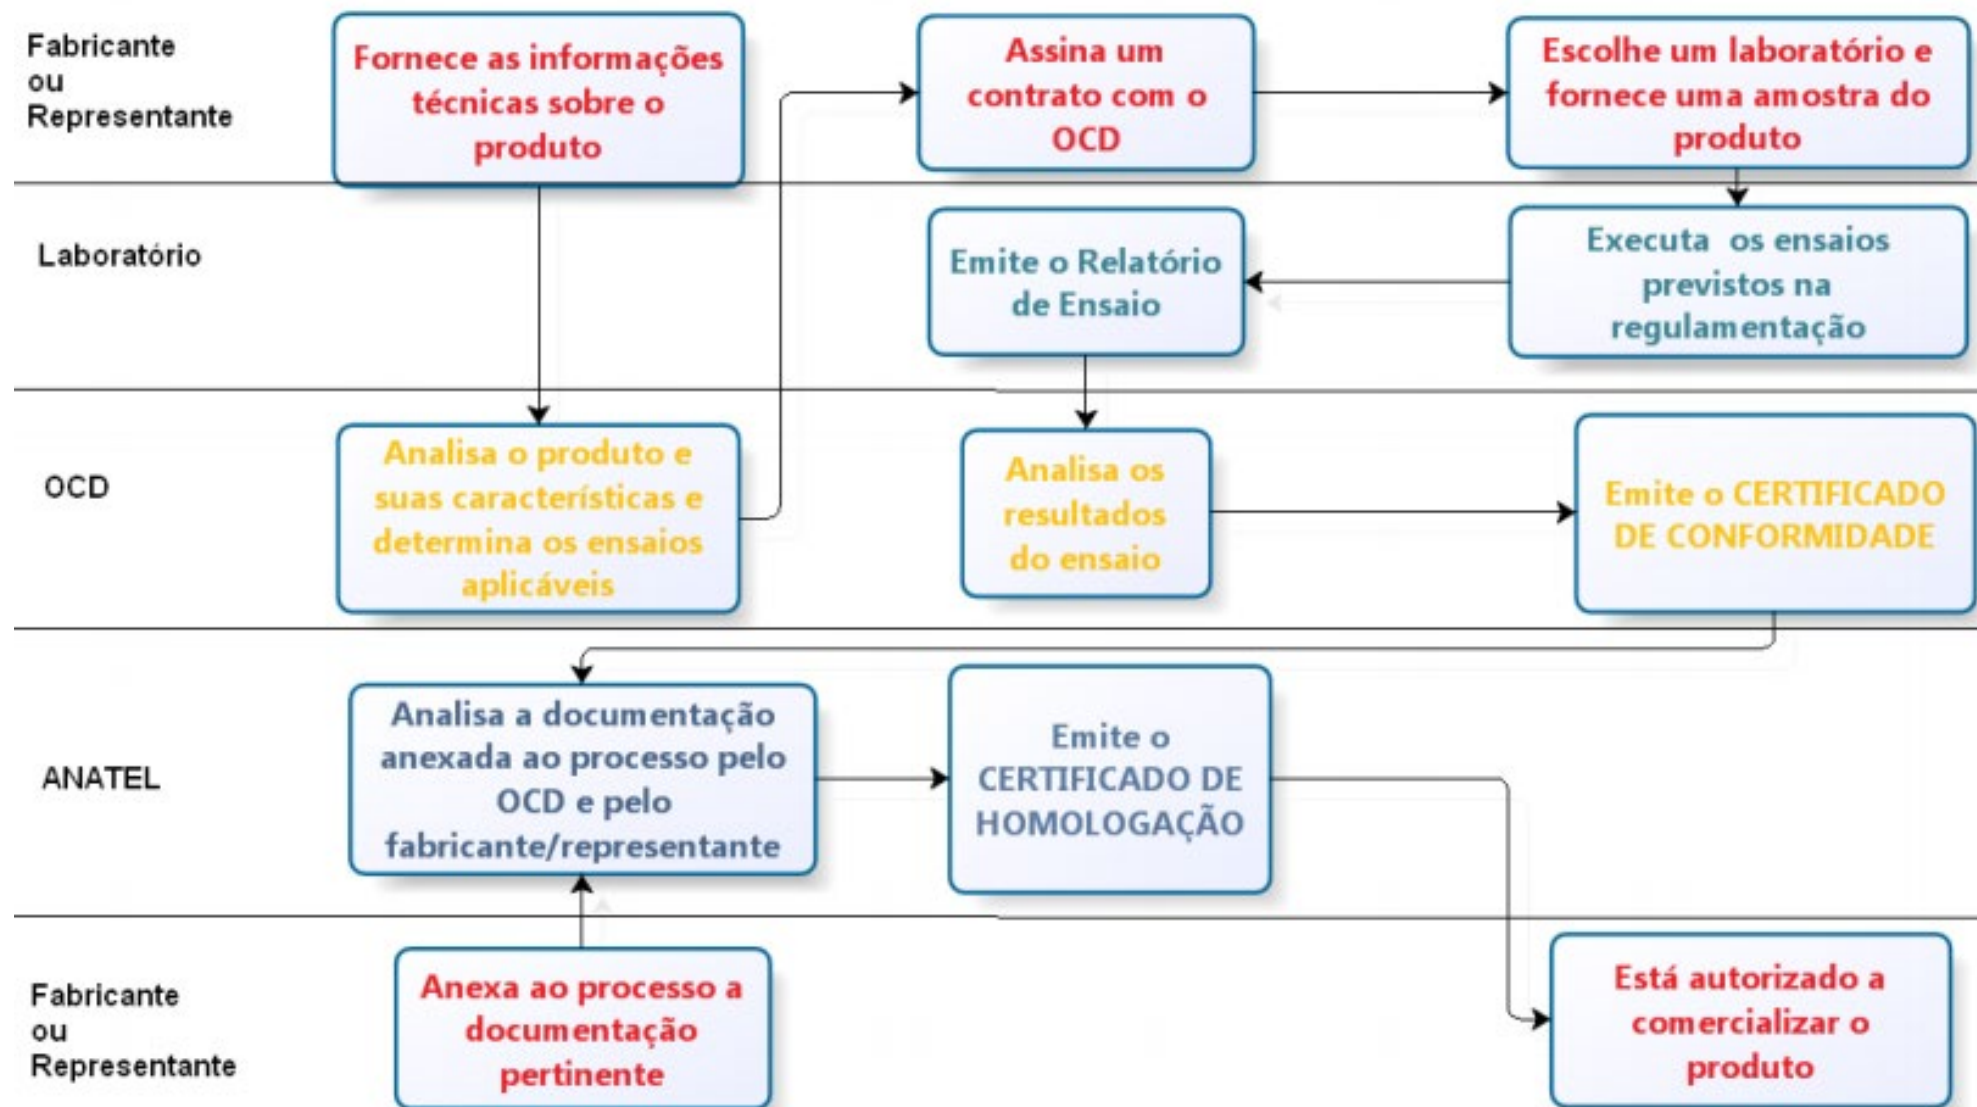 Fabricante
ou
Representante
Fornece as informações
técnicas sobre o
produto
Assina um
contrato com o
OCD
Escolhe um laboratório e
fornece uma amostra do
produto
Laboratório
Emite o Relatório
de Ensaio
Executa os ensaios
previstos na
regulamentação
OCD
Analisa o produto e
suas característísticas e
determina os ensaios
aplicáveis
Analisa os
resultados
do ensaio
Emite o CERTIFICADO
DE CONFORMIDADE
ANATEL
Analisa a documentação
anexada ao processo pelo
OCD e pelo
fabricante/representante
Emite o
CERTIFICADO DE
HOMOLOGAÇÃO
Fabricante
ou
Representante
Anexa ao processo a
documentação
pertinente
Está autorizado a
comercializar o
produto